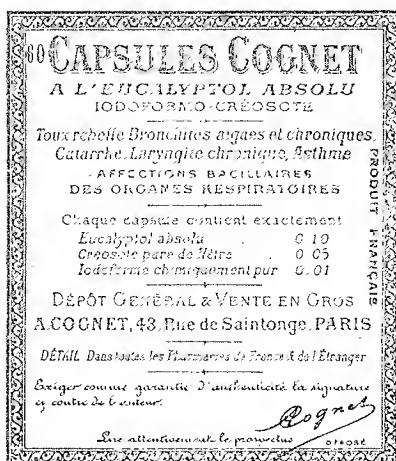 60 CAPSULES COGNET
A L'EUCALYPTOL ABSOLU
IODOFORMO-CRÉOSOTÉ
Toux rebelle Bronchites aigues et chroniques
Catarrhe, Laryngite chronique, Asthme
AFFECTIONS BACILLAIRES
DES ORGANES RESPIRATOIRES
Chaque capsule contient exactement
Eucalyptol absolu . 0 10
Créosote pure de Hêtre . 0 05
Iodoforme chimiquement pur 0.01
DÉPÔT GÉNÉRAL & VENTE EN GROS
A. COGNET, 43, Rue de Saintonge, PARIS
DÉTAIL Dans toutes les Pharmacies de France & de l'Étranger
Exiger comme garantie d'authenticité la signature
ci contre de l'auteur.
Cognet
Lire attentivement le prospectus
PRODUIT FRANÇAIS